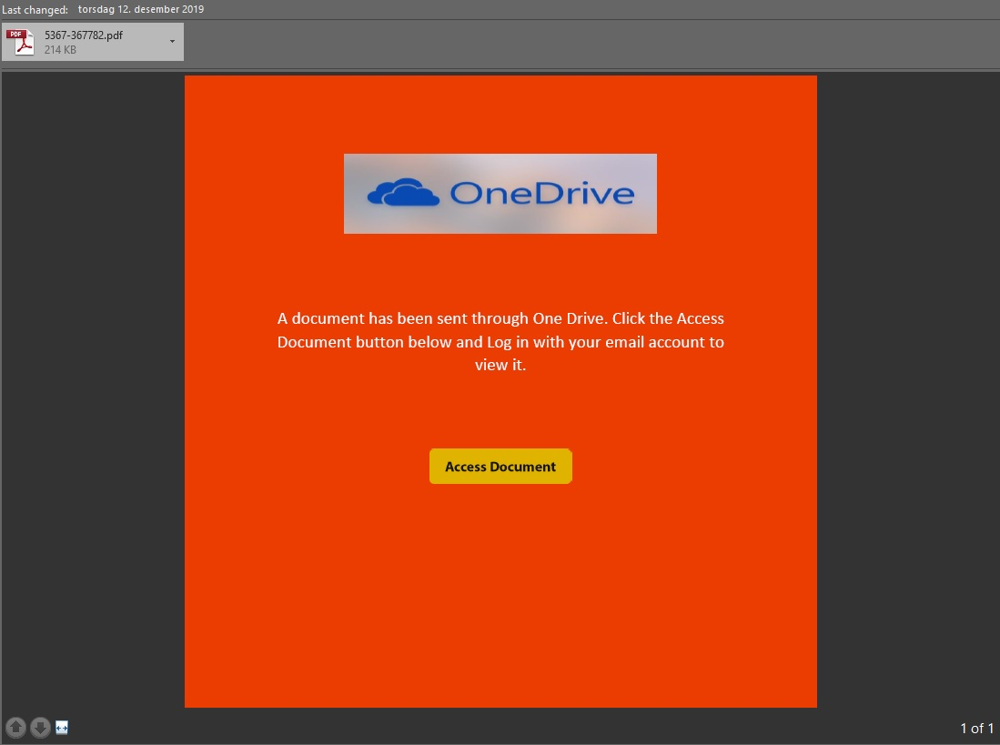 Last changed: torsdag 12. desember 2019
PDF
5367-367782.pdf
214 KB
OneDrive
A document has been sent through One Drive. Click the Access
Document button below and Log in with your email account to
view it.
Access Document
1 of 1